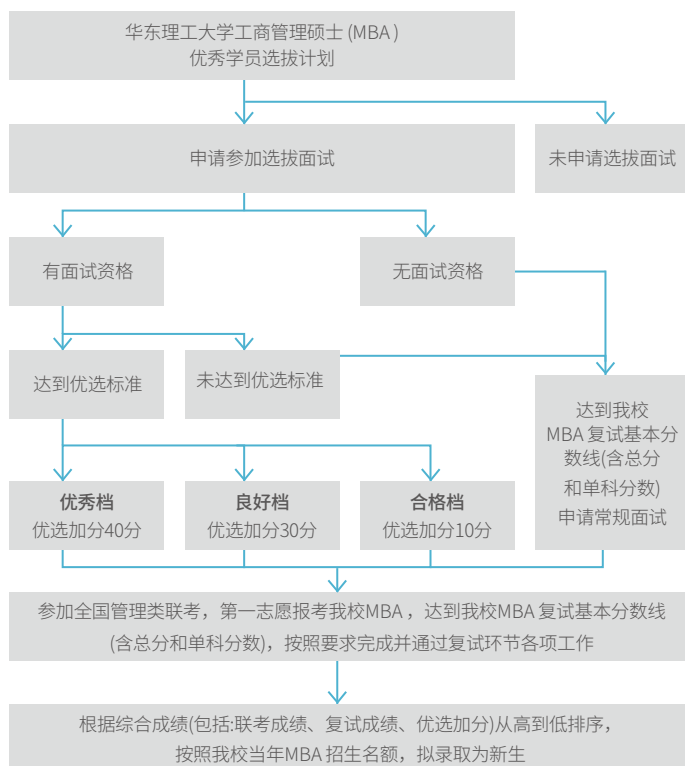 华东理工大学工商管理硕士 (MBA )
优秀学员选拔计划
申请参加选拔面试
未申请选拔面试
有面试资格
无面试资格
达到优选标准
未达到优选标准
达到我校
MBA 复试基本分
数线(含总分
和单科分数)
申请常规面试
优秀档
优选加分40分
良好档
优选加分30分
合格档
优选加分10分
参加全国管理类联考，第一志愿报考我校MBA ，达到我校MBA 复试基本分数线
(含总分和单科分数)，按照要求完成并通过复试环节各项工作
根据综合成绩(包括:联考成绩、复试成绩、优选加分)从高到低排序，
按照我校当年MBA 招生名额，拟录取为新生